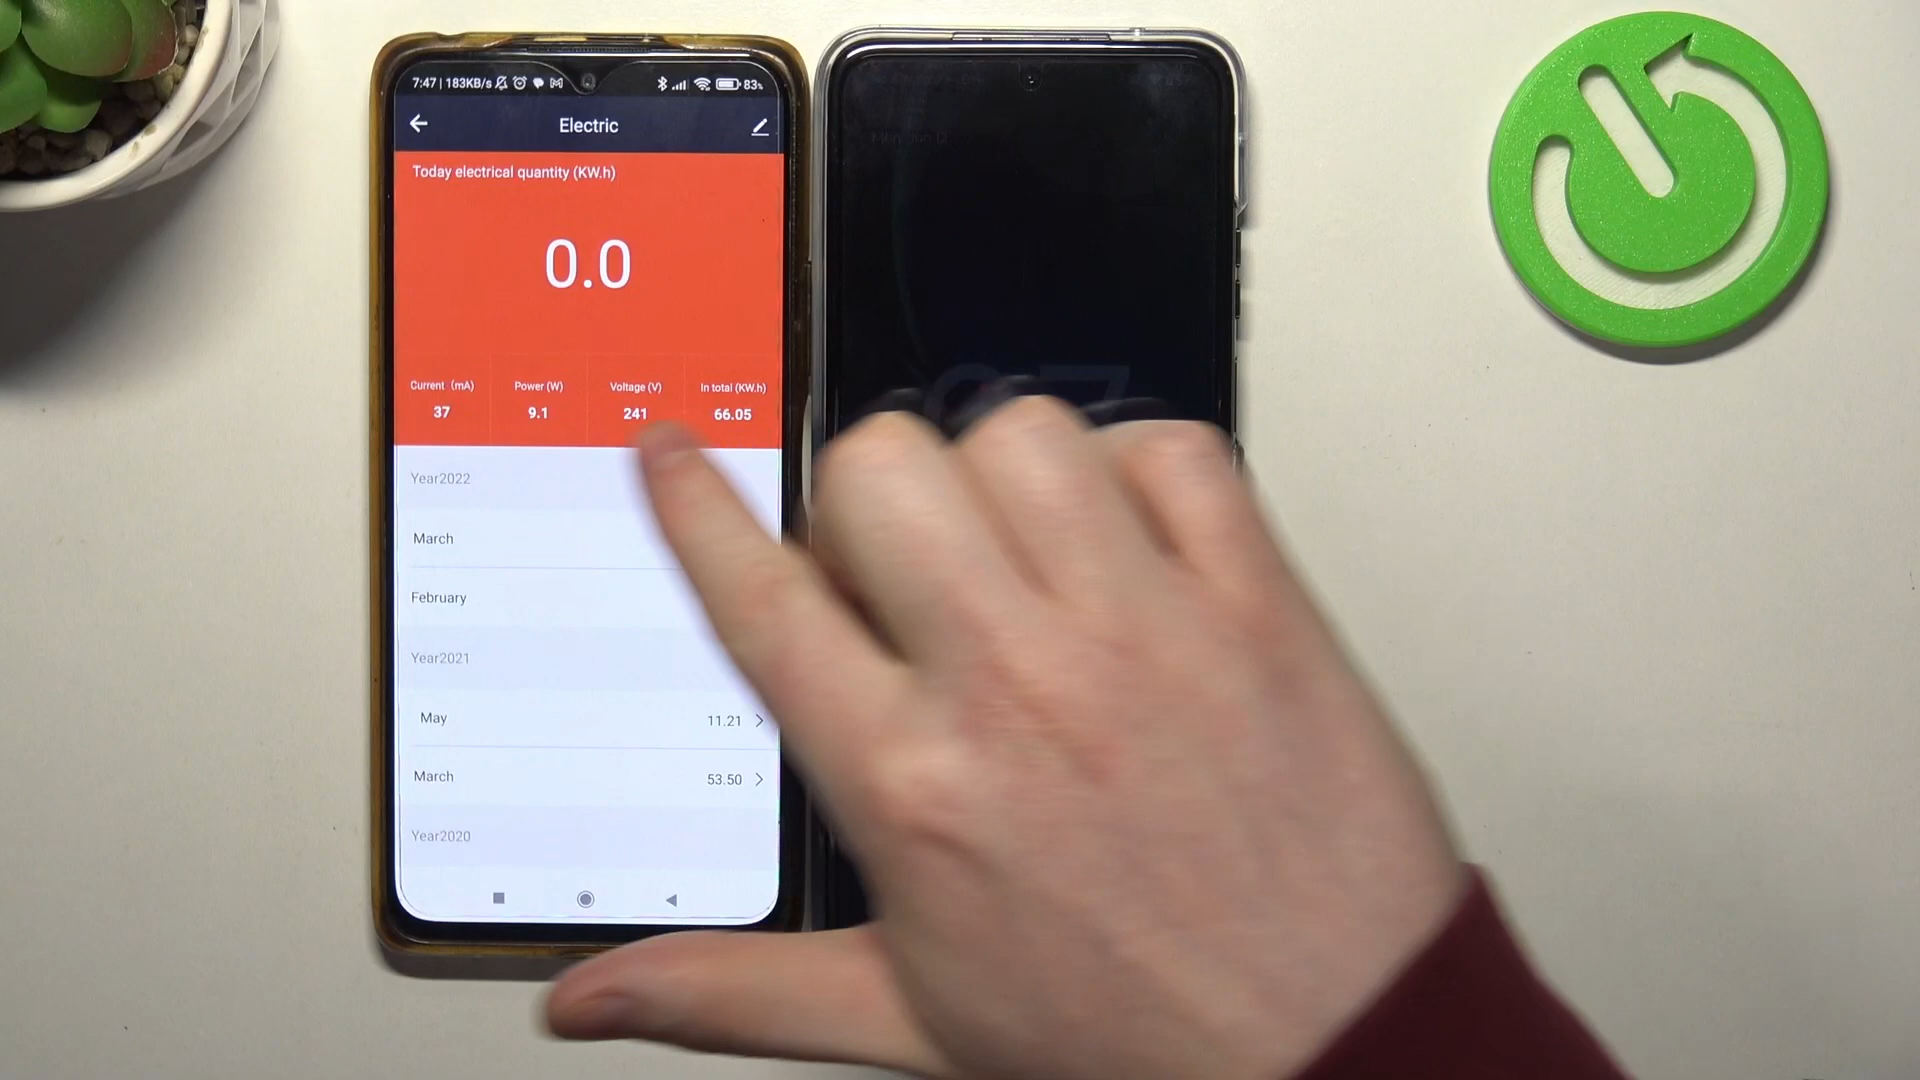 7:47 | 183KB/s
83%
Electric
Today electrical quantity (KW.h)
0.0
Current (mA)
Power (W)
Voltage (V)
In total (KW.h)
37
9.1
241
66.05
Year2022
March
February
Year2021
May
11.21
March
53.50
Year2020